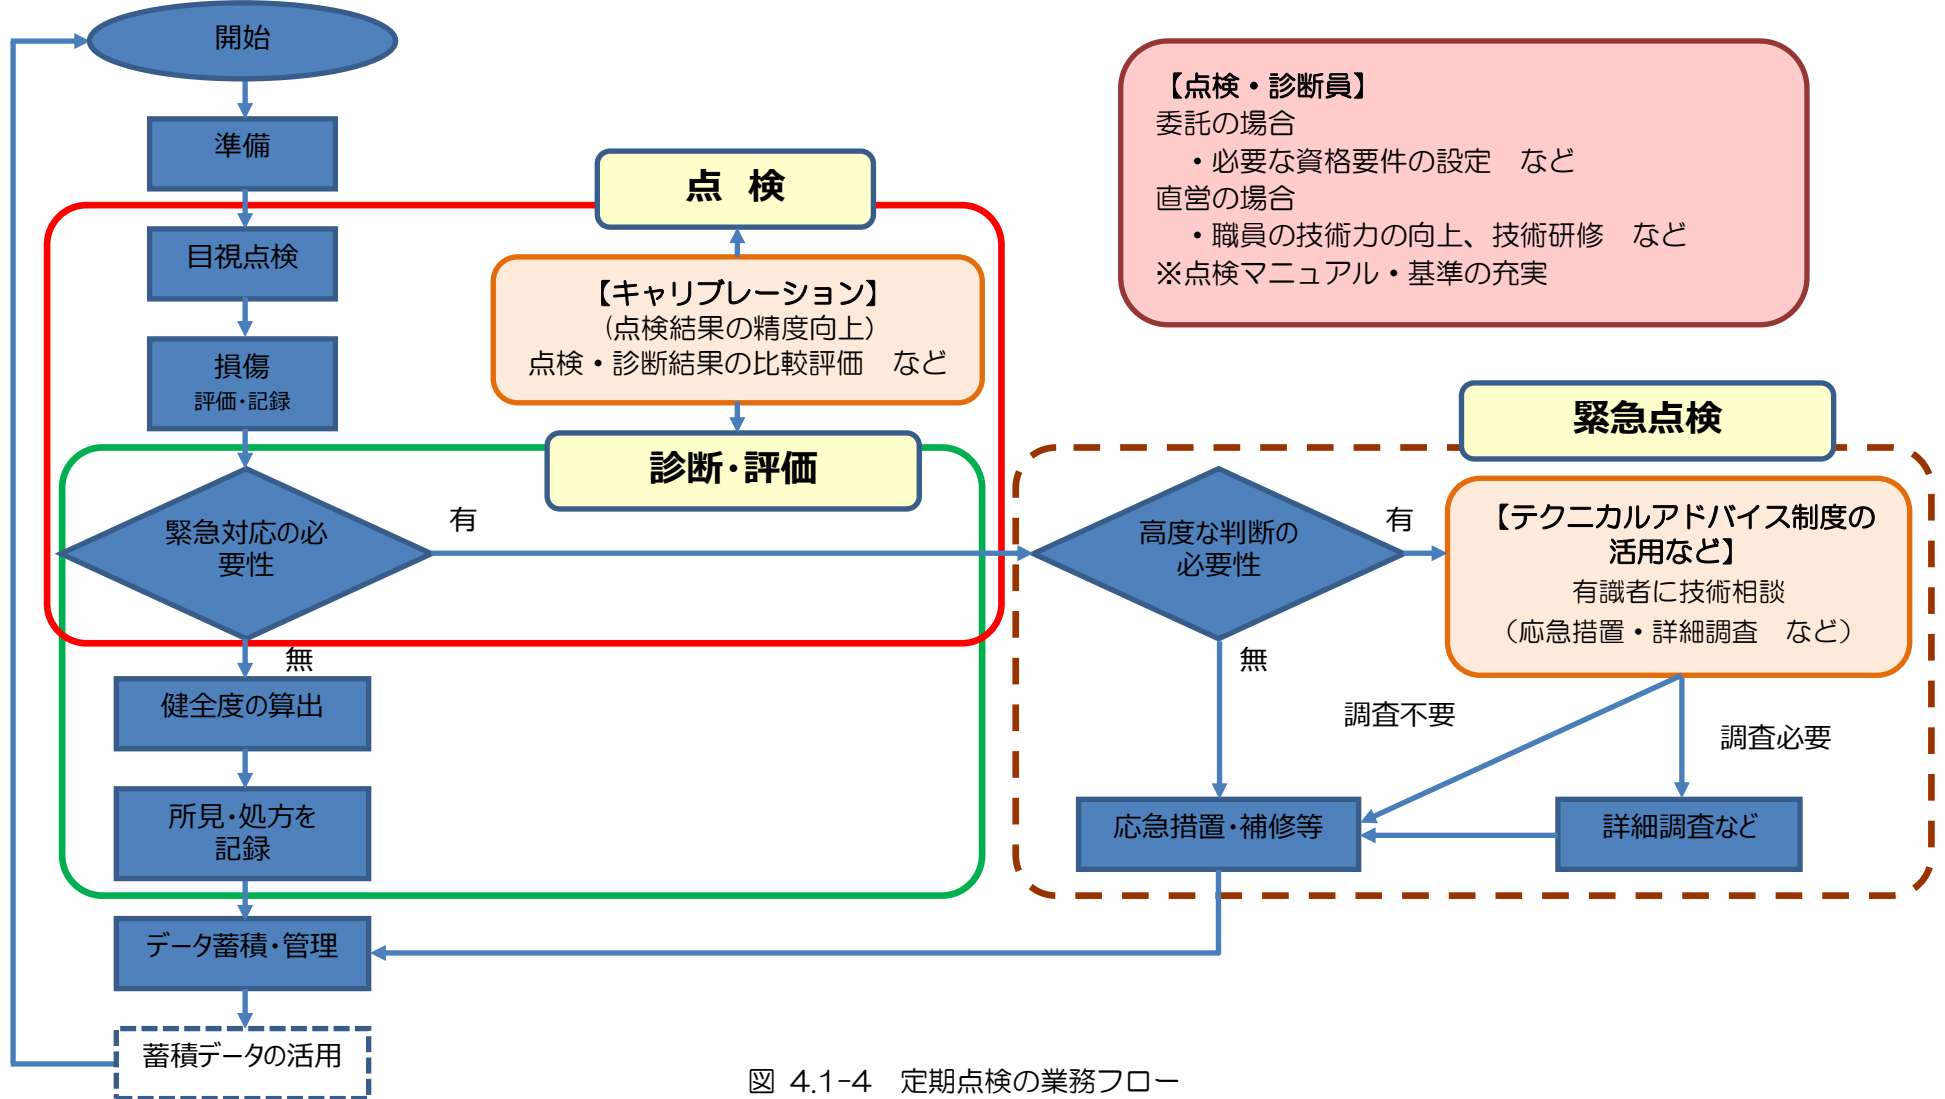 開始
準備
目視点検
損傷
評価・記録
緊急対応の必
要性
有
無
健全度の算出
所見・処方を
記録
データ蓄積・管理
蓄積データの活用
点 検
【キャリブレーション】
(点検結果の精度向上)
点検・診断結果の比較評価　など
診断・評価
【点検・診断員】
委託の場合
・必要な資格要件の設定　など
直営の場合
・職員の技術力の向上、技術研修　など
※点検マニュアル・基準の充実
緊急点検
高度な判断の
必要性
有
無
【テクニカルアドバイス制度の
活用など】
有識者に技術相談
（応急措置・詳細調査　など）
調査不要
調査必要
応急措置・補修等
詳細調査など
図 4.1-4　定期点検の業務フロー